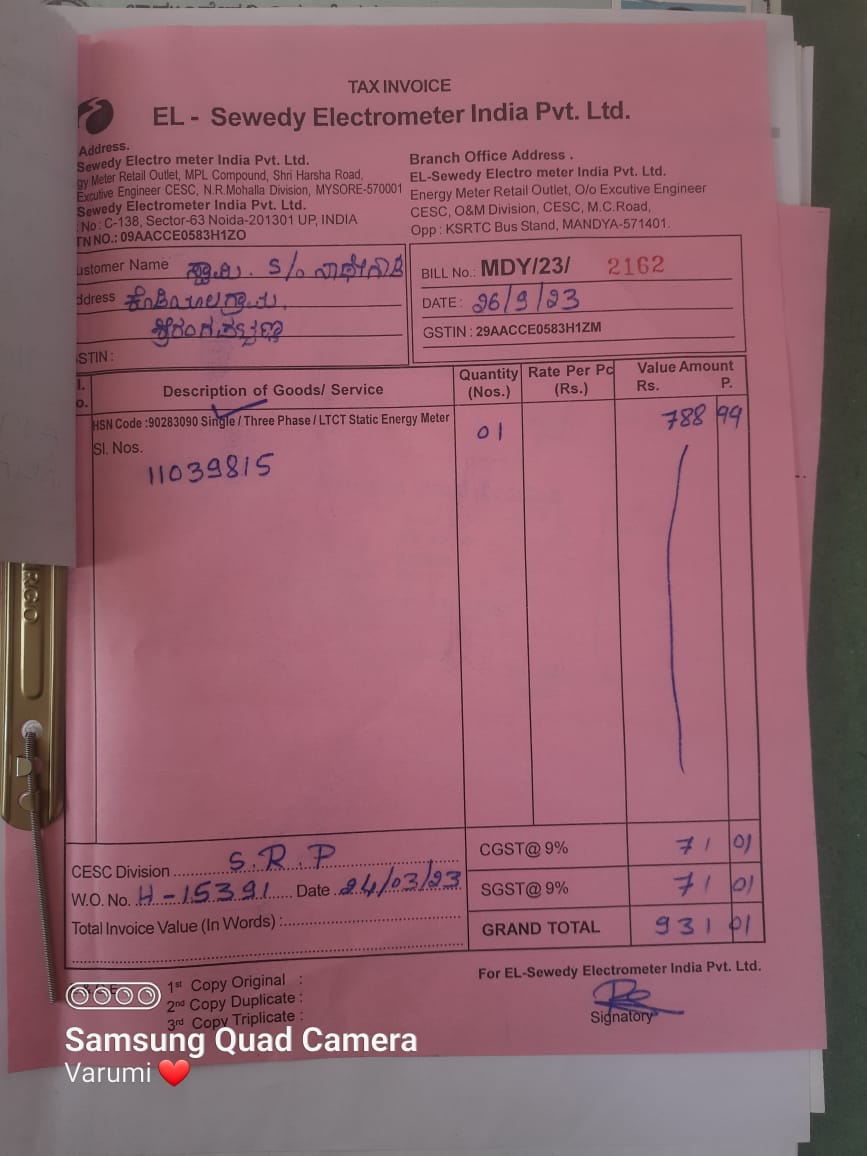 TAX INVOICE
EL - Sewedy Electrometer India Pvt. Ltd.
Address.
Sewedy Electro meter India Pvt. Ltd.
gy Meter Retail Outlet, MPL Compound, Shri Harsha Road,
Excutive Engineer CESC, N.R.Mohalla Division, MYSORE-570001
Sewedy Electrometer India Pvt. Ltd.
No : C-138, Sector-63 Noida-201301 UP, INDIA
TN NO.: 09AACCE0583H1ZO
Branch Office Address .
EL-Sewedy Electro meter India Pvt. Ltd.
Energy Meter Retail Outlet, O/o Excutive Engineer
CESC, O&M Division, CESC, M.C.Road,
Opp : KSRTC Bus Stand, MANDYA-571401.
ustomer Name S/o
ddress
STIN :
BILL No.: MDY/23/ 2162
DATE : 26/9/23
GSTIN : 29AACCE0583H1ZM
l. o. Description of Goods/ Service Quantity (Nos.) Rate Per Pc (Rs.) Value Amount Rs. P.
HSN Code :90283090 Single / Three Phase / LTCT Static Energy Meter 01 788 99
Sl. Nos.
11039815
CESC Division S.R.P
W.O. No. H-15391 Date 24/03/23
Total Invoice Value (In Words) :
CGST@ 9% 71 01
SGST@ 9% 71 01
GRAND TOTAL 931 01
For EL-Sewedy Electrometer India Pvt. Ltd.
Signatory
1st Copy Original :
2nd Copy Duplicate :
3rd Copy Triplicate :
Samsung Quad Camera
Varumi ❤️